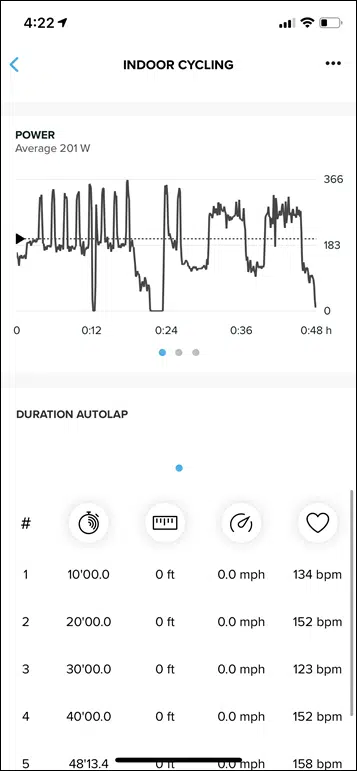 4:22
INDOOR CYCLING
POWER
Average 201 W
366
183
0
0 0:12 0:24 0:36 0:48 h
DURATION AUTOLAP
#
1 10'00.0 0 ft 0.0 mph 134 bpm
2 20'00.0 0 ft 0.0 mph 152 bpm
3 30'00.0 0 ft 0.0 mph 123 bpm
4 40'00.0 0 ft 0.0 mph 152 bpm
5 48'13.4 0 ft 0.0 mph 158 bpm